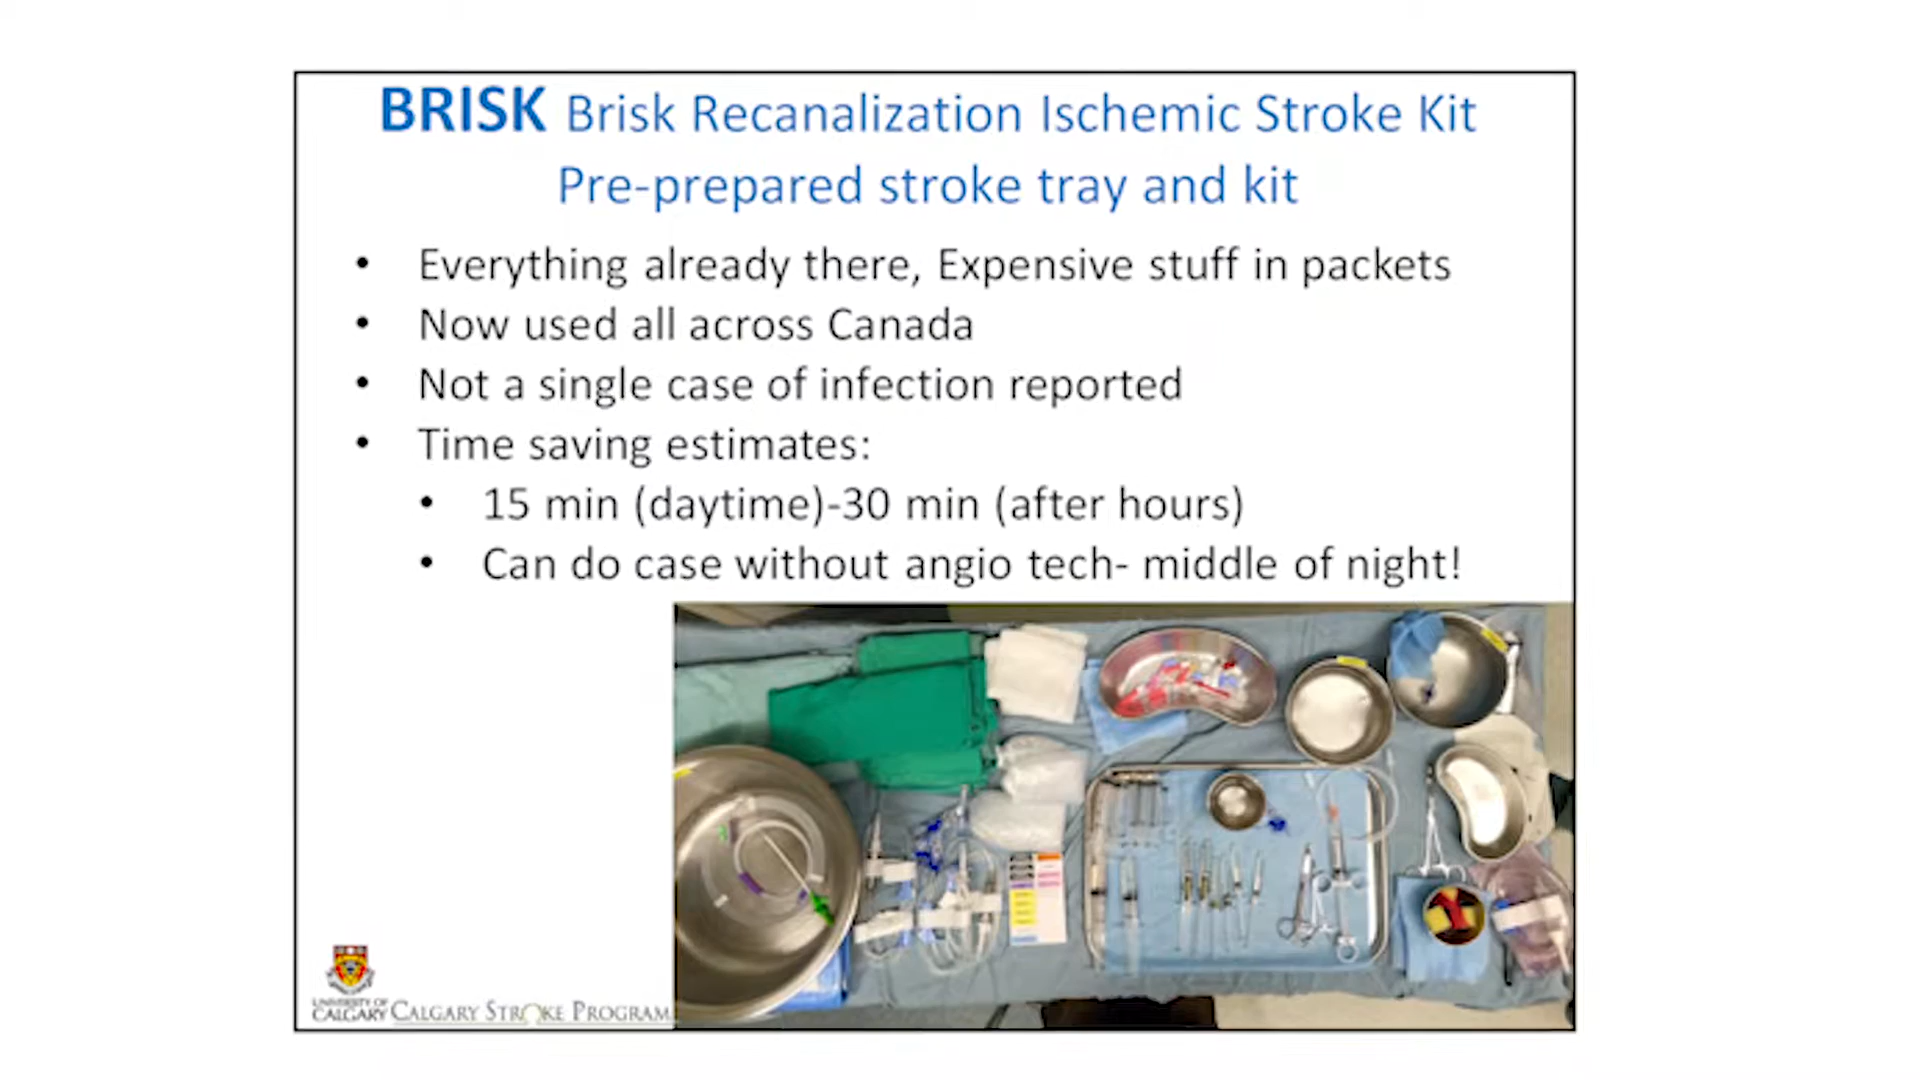 BRISK Brisk Recanalization Ischemic Stroke Kit
Pre-prepared stroke tray and kit
• Everything already there, Expensive stuff in packets
• Now used all across Canada
• Not a single case of infection reported
• Time saving estimates:
• 15 min (daytime)-30 min (after hours)
• Can do case without angio tech- middle of night!
UNIVERSITY OF
CALGARY CALGARY STROKE PROGRAM